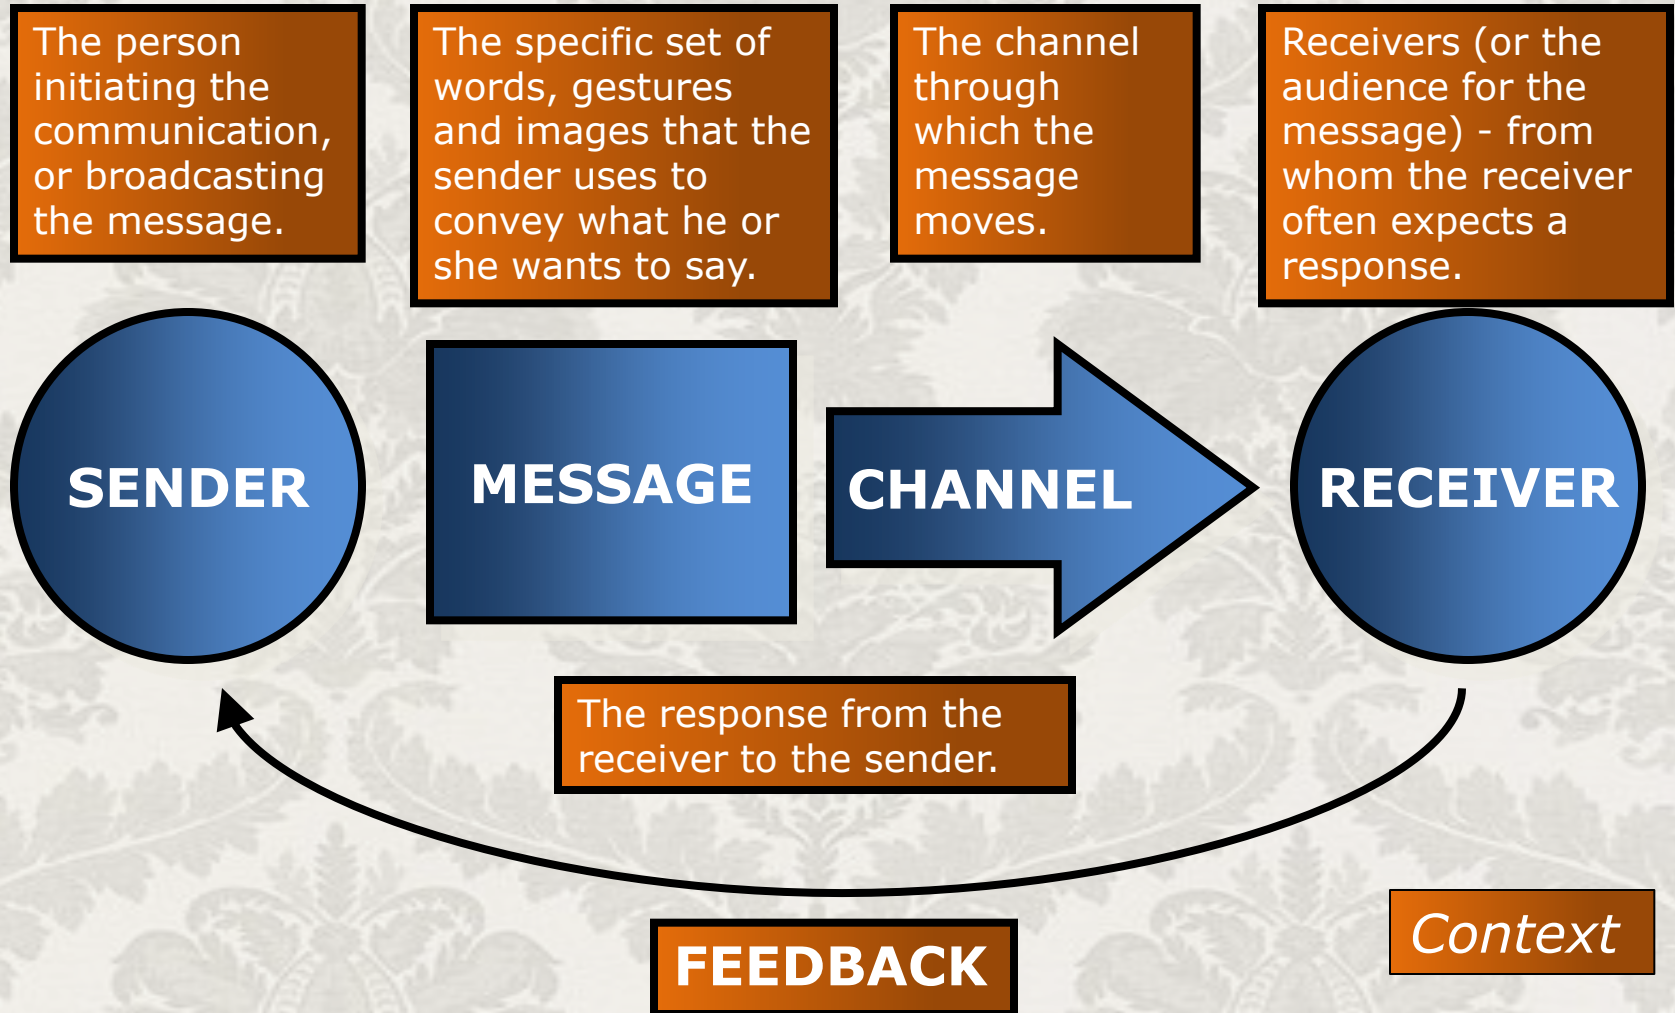 The person
initiating the
communication,
or broadcasting
the message.
The specific set of
words, gestures
and images that the
sender uses to
convey what he or
she wants to say.
The channel
through
which the
message
moves.
Receivers (or the
audience for the
message) - from
whom the receiver
often expects a
response.
SENDER
MESSAGE
CHANNEL
RECEIVER
The response from the
receiver to the sender.
FEEDBACK
Context